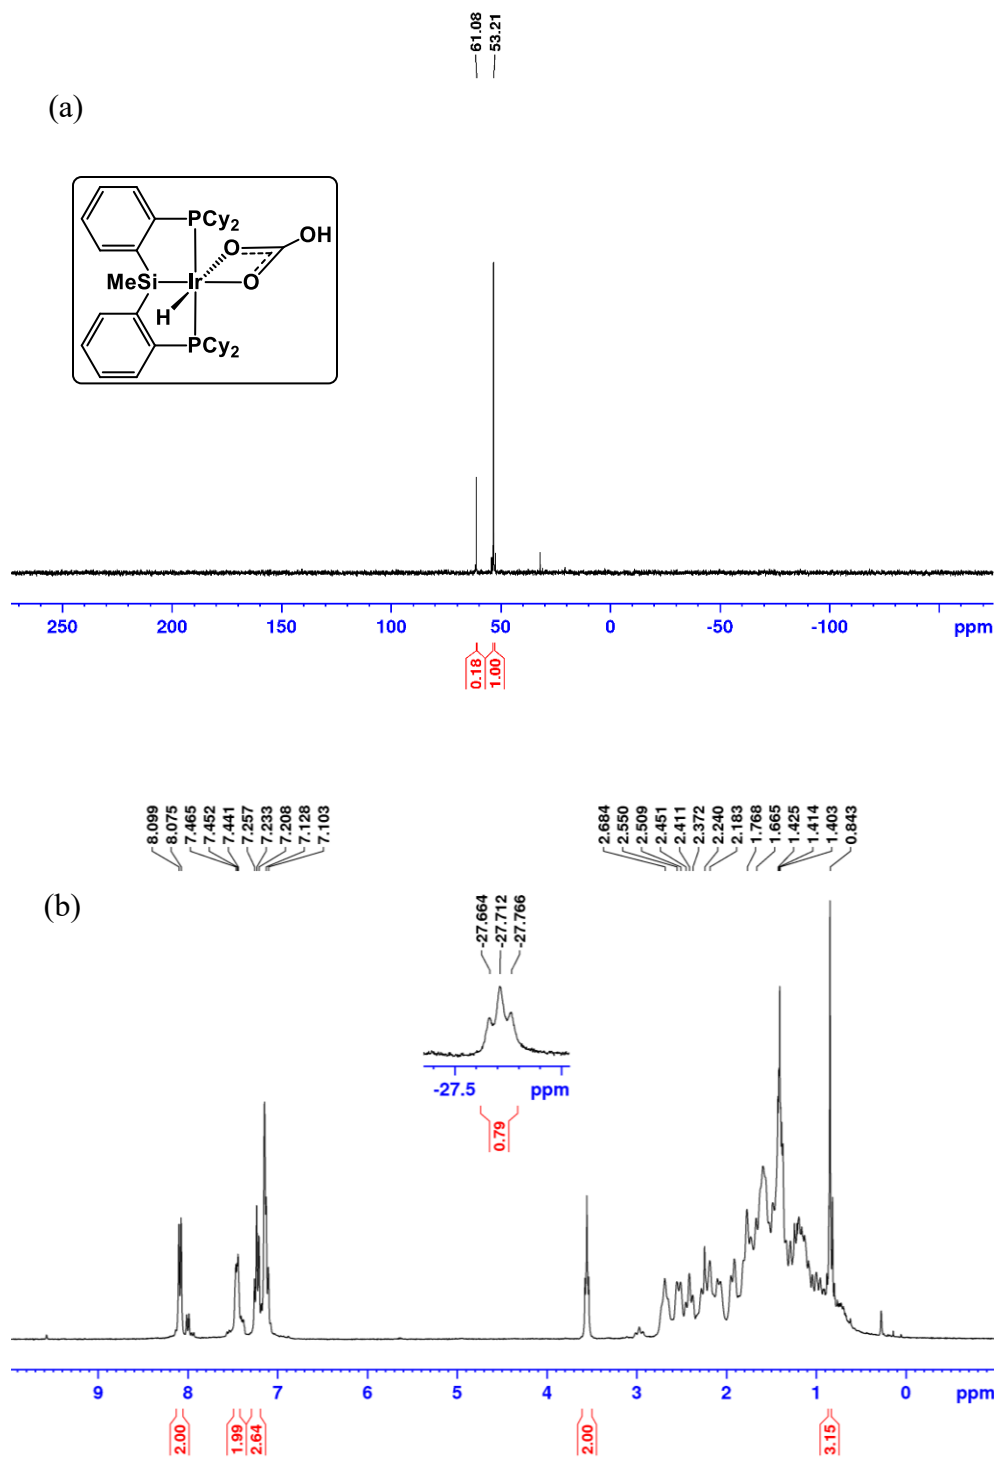 61.08
53.21
(a)
PCy2
O
OH
MeSi
Ir
O
H
PCy2
250 200 150 100 50 0 -50 -100 ppm
0.18
1.00
8.099
8.075
7.465
7.452
7.441
7.257
7.233
7.208
7.128
7.103
2.684
2.550
2.509
2.451
2.411
2.372
2.240
2.183
1.768
1.665
1.425
1.414
1.403
0.843
(b)
-27.664
-27.712
-27.766
-27.5 ppm
0.79
9 8 7 6 5 4 3 2 1 0 ppm
2.00
1.99
2.64
2.00
3.15